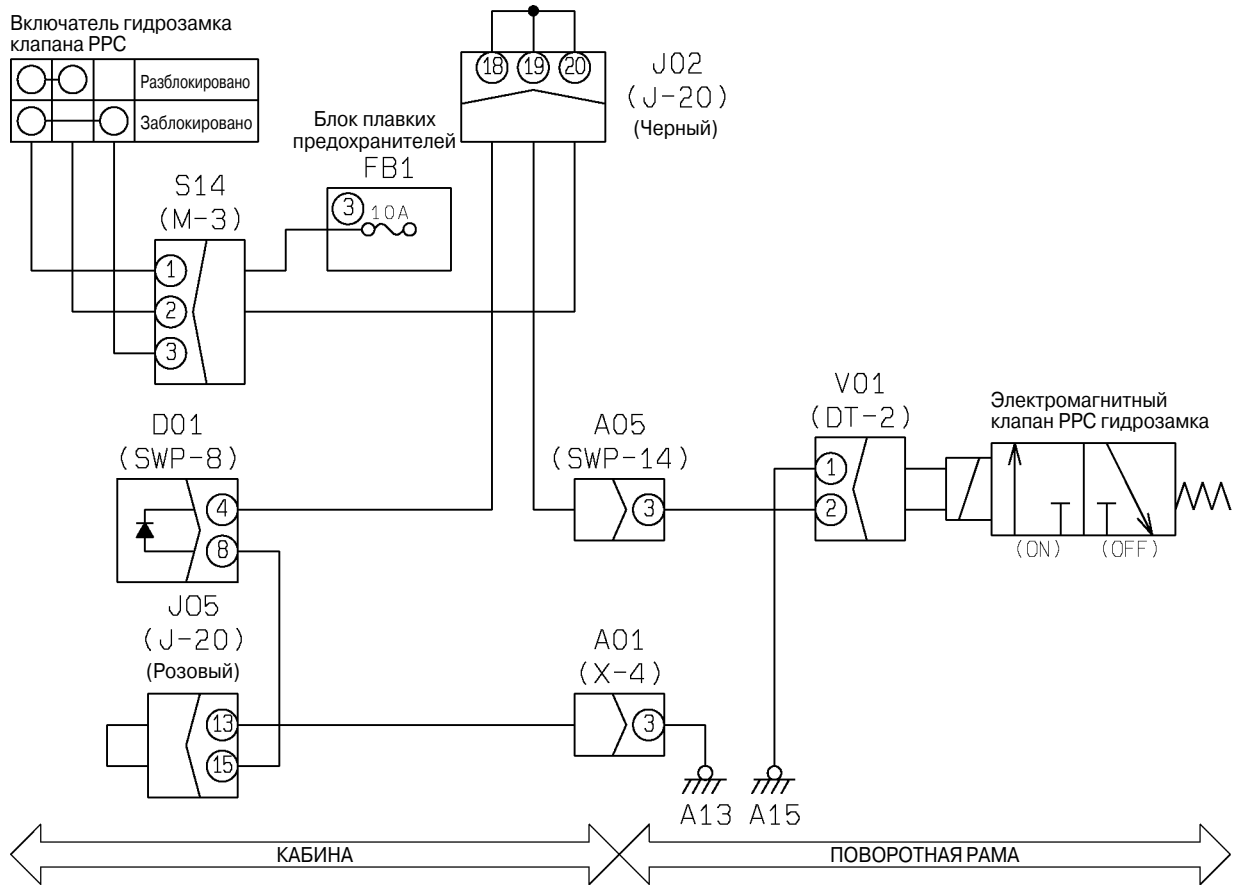 Включатель гидрозамка
клапана PPC
Разблокировано
Заблокировано
S14
(M-3)
1
2
3
Блок плавких
предохранителей
FB1
3
10A
18
19
20
J02
(J-20)
(Черный)
D01
(SWP-8)
4
8
J05
(J-20)
(Розовый)
13
15
A05
(SWP-14)
3
A01
(X-4)
3
V01
(DT-2)
1
2
Электромагнитный
клапан PPC гидрозамка
(ON)
(OFF)
A13
A15
КАБИНА
ПОВОРОТНАЯ РАМА